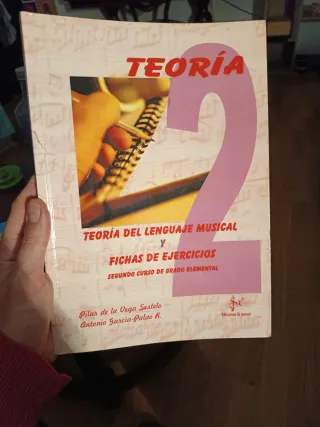 TEORÍA
2
TEORÍA DEL LENGUAJE MUSICAL
Y
FICHAS DE EJERCICIOS
SEGUNDO CURSO DE GRADO ELEMENTAL
Pilar de la Vega Sestelo
Antonio García-Palao R.